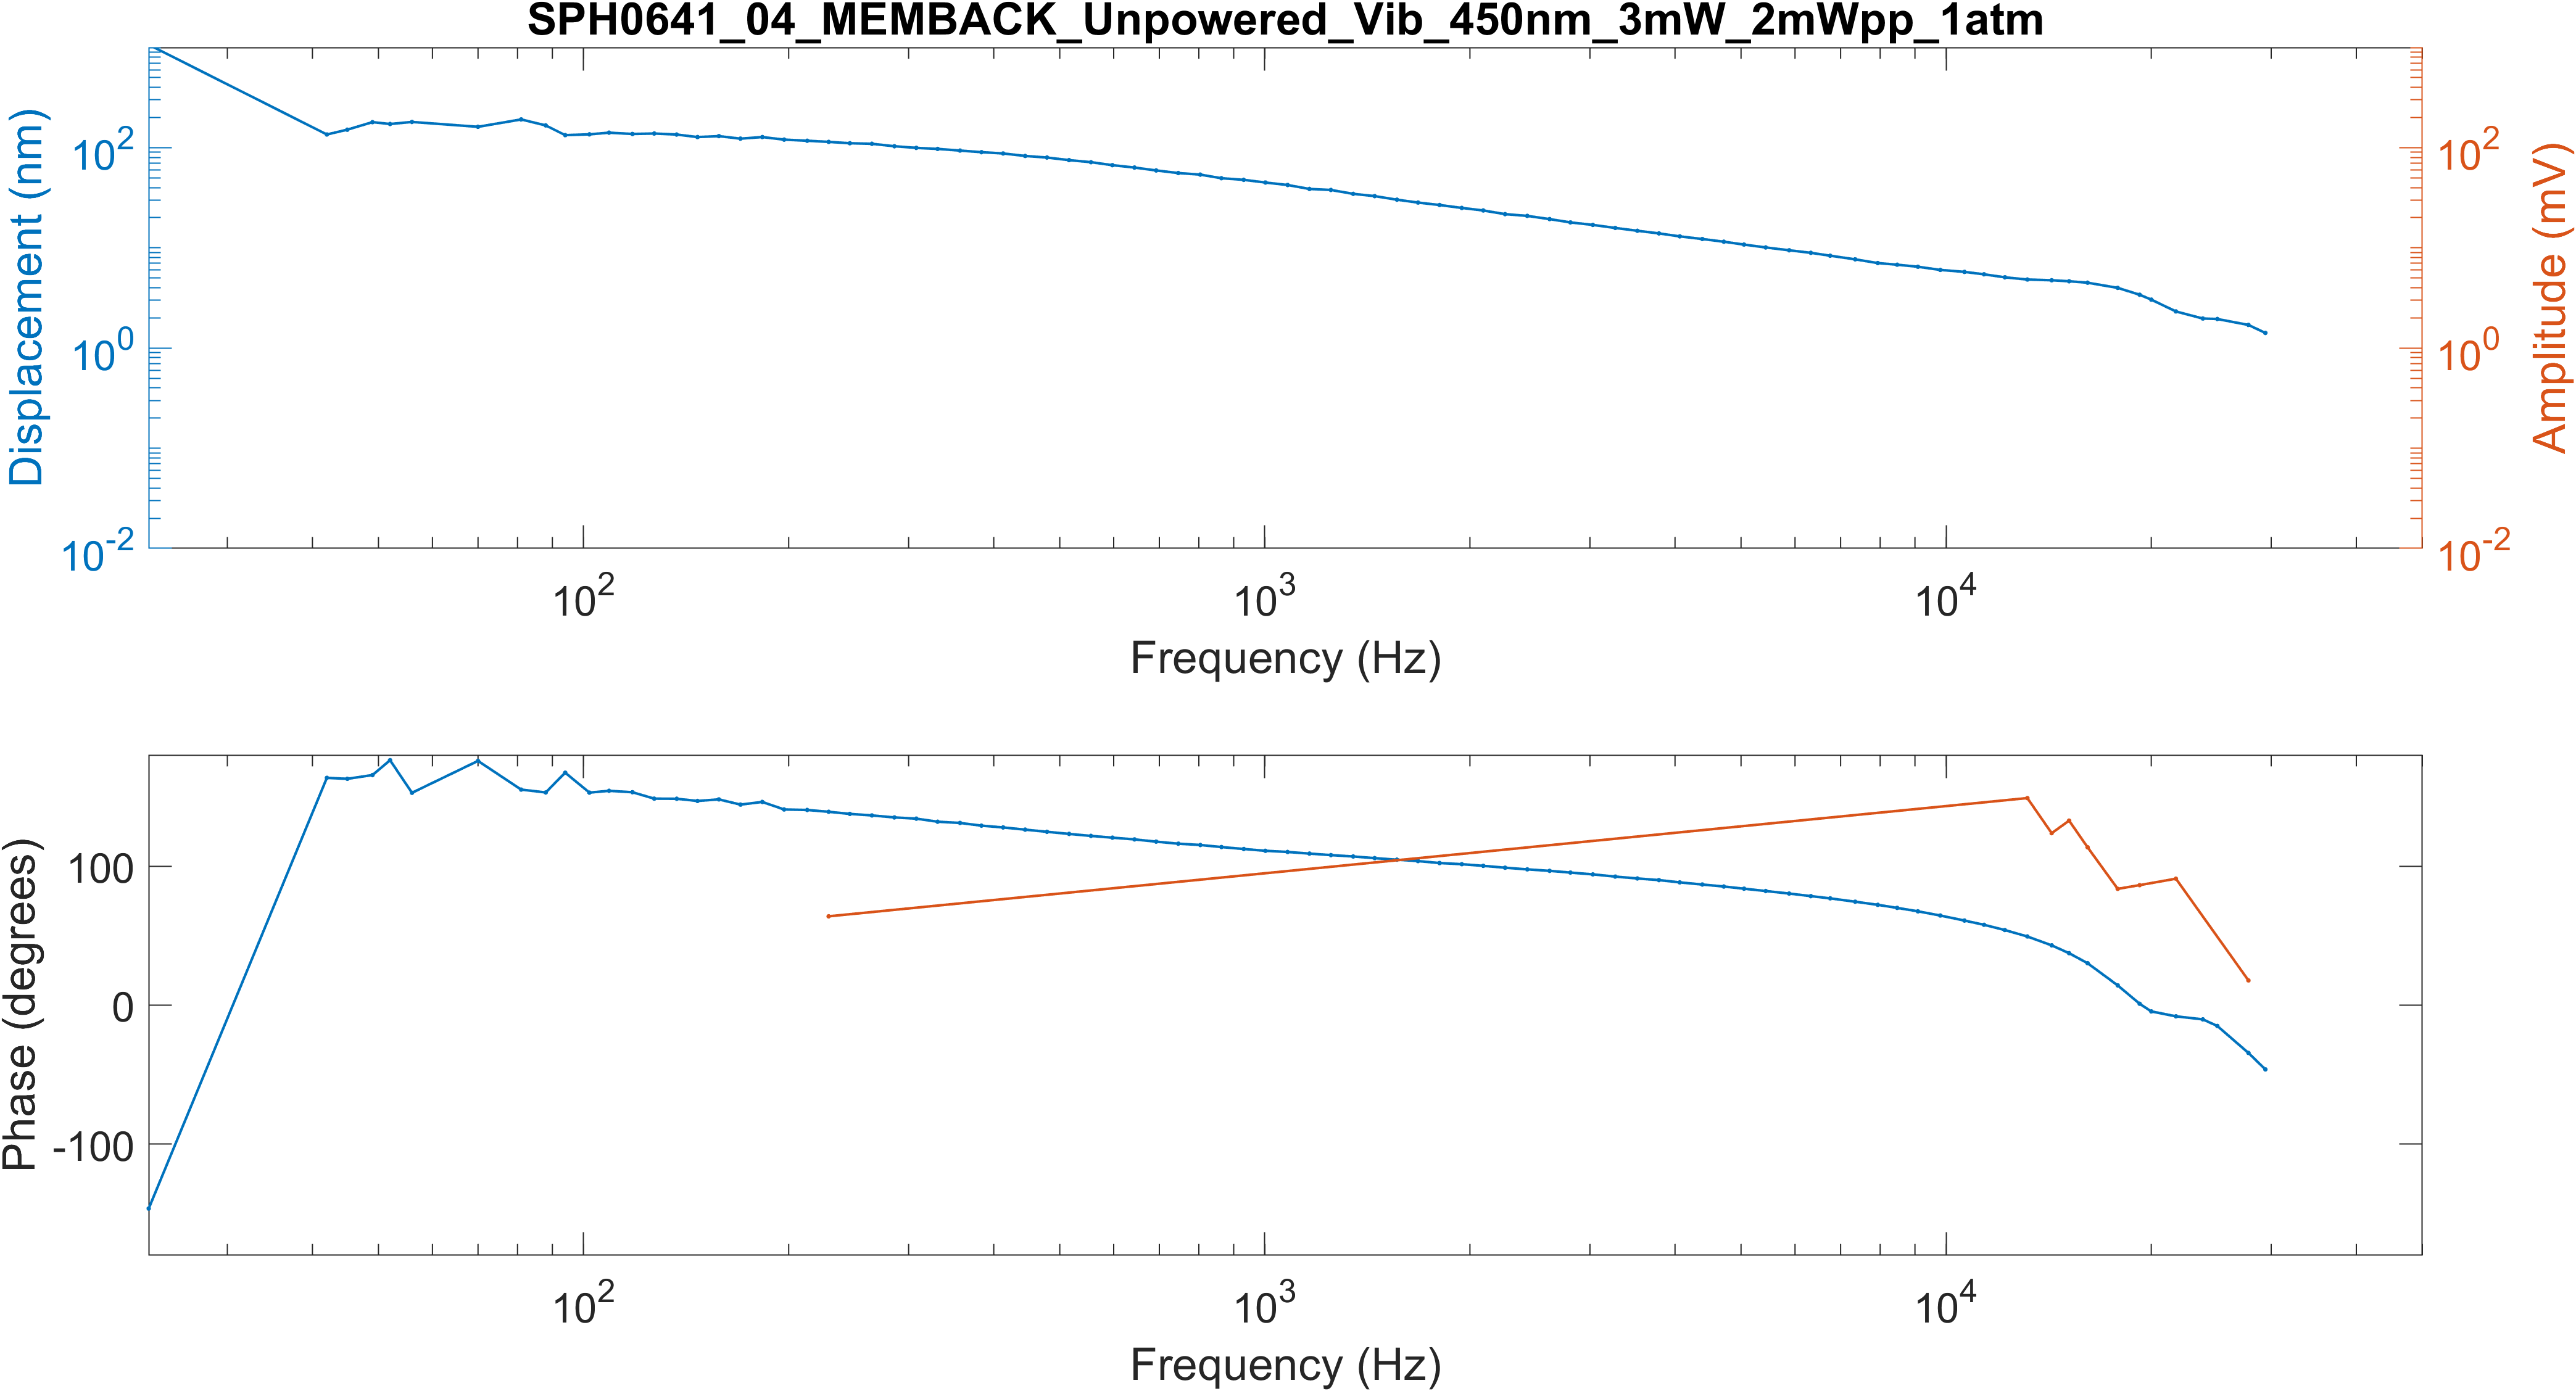 SPH0641_04_MEMBACK_Unpowered_Vib_450nm_3mW_2mWpp_1atm
Displacement (nm)
10^2
10^0
10^-2
Amplitude (mV)
10^2
10^0
10^-2
10^2
10^3
10^4
Frequency (Hz)
Phase (degrees)
100
0
-100
10^2
10^3
10^4
Frequency (Hz)